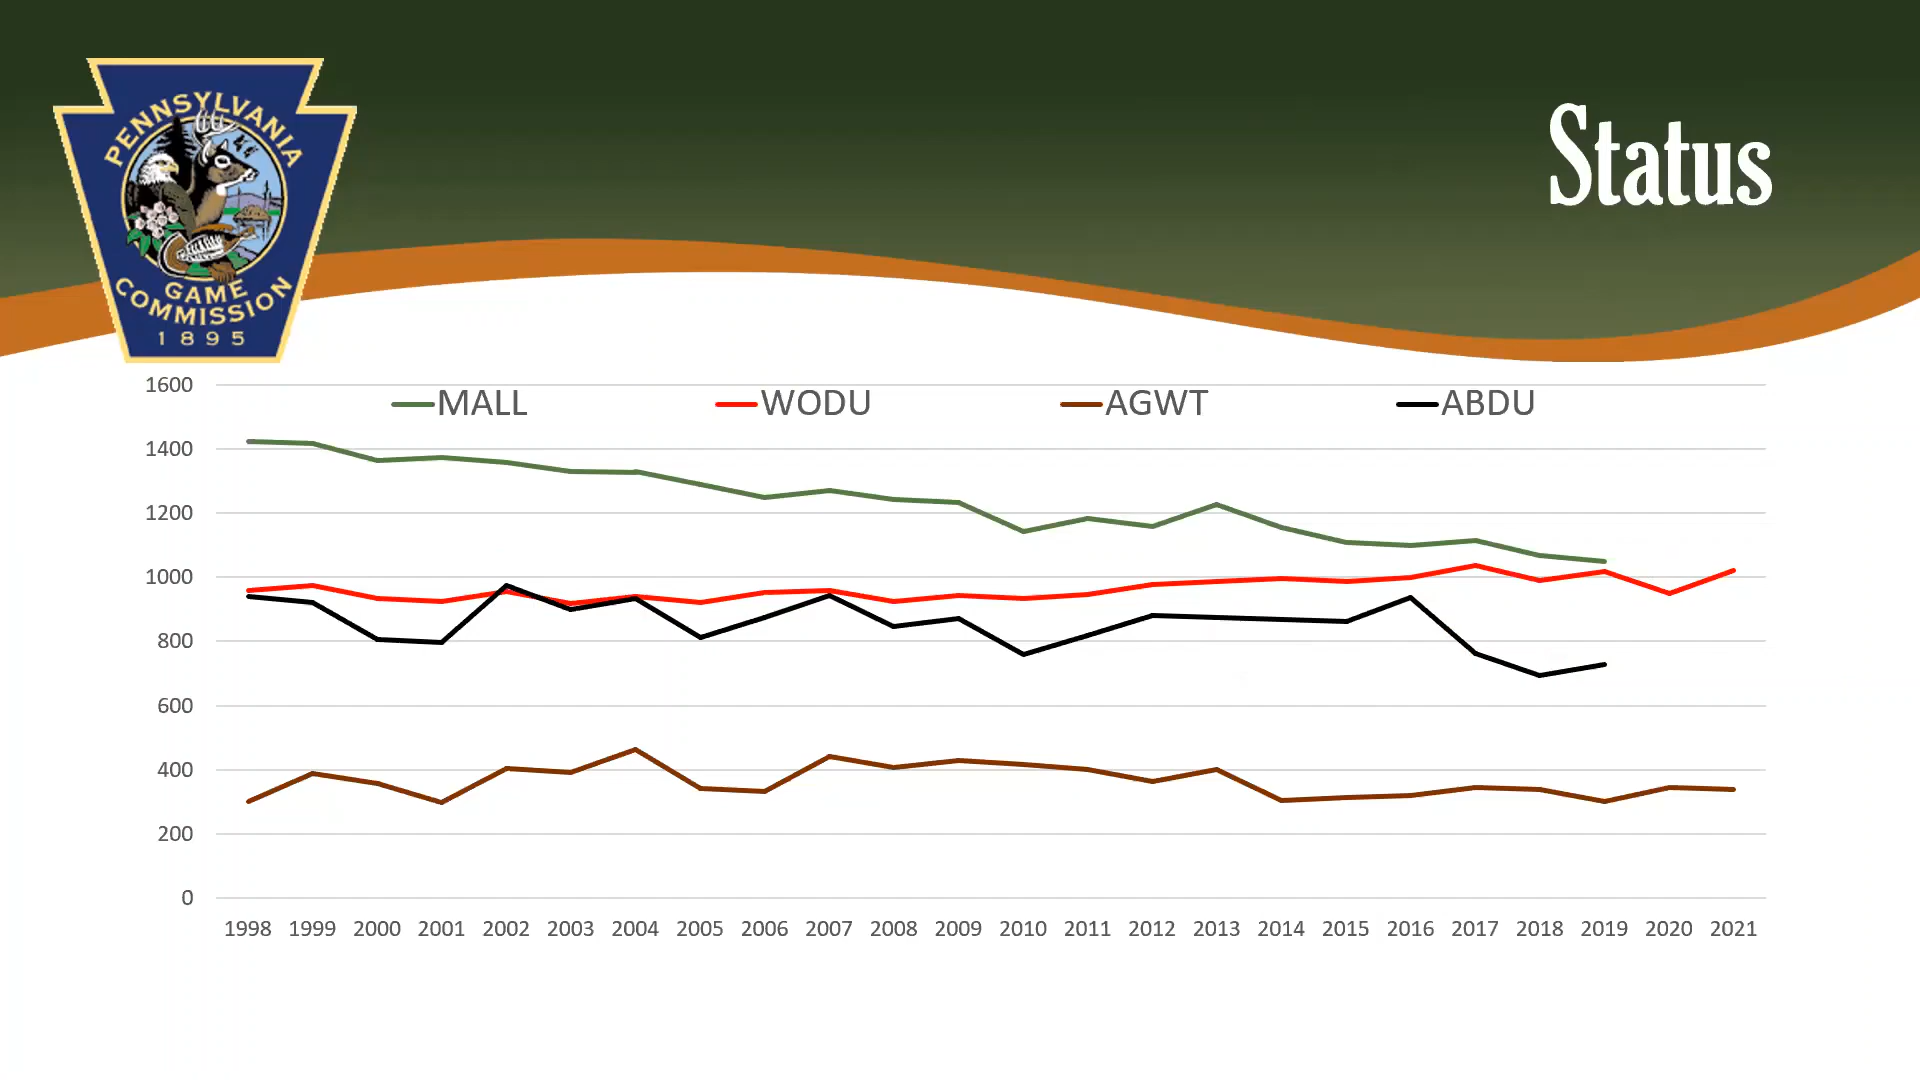 PENNSYLVANIA
GAME
COMMISSION
1895
Status
MALL WODU AGWT ABDU
1600
1400
1200
1000
800
600
400
200
0
1998 1999 2000 2001 2002 2003 2004 2005 2006 2007 2008 2009 2010 2011 2012 2013 2014 2015 2016 2017 2018 2019 2020 2021